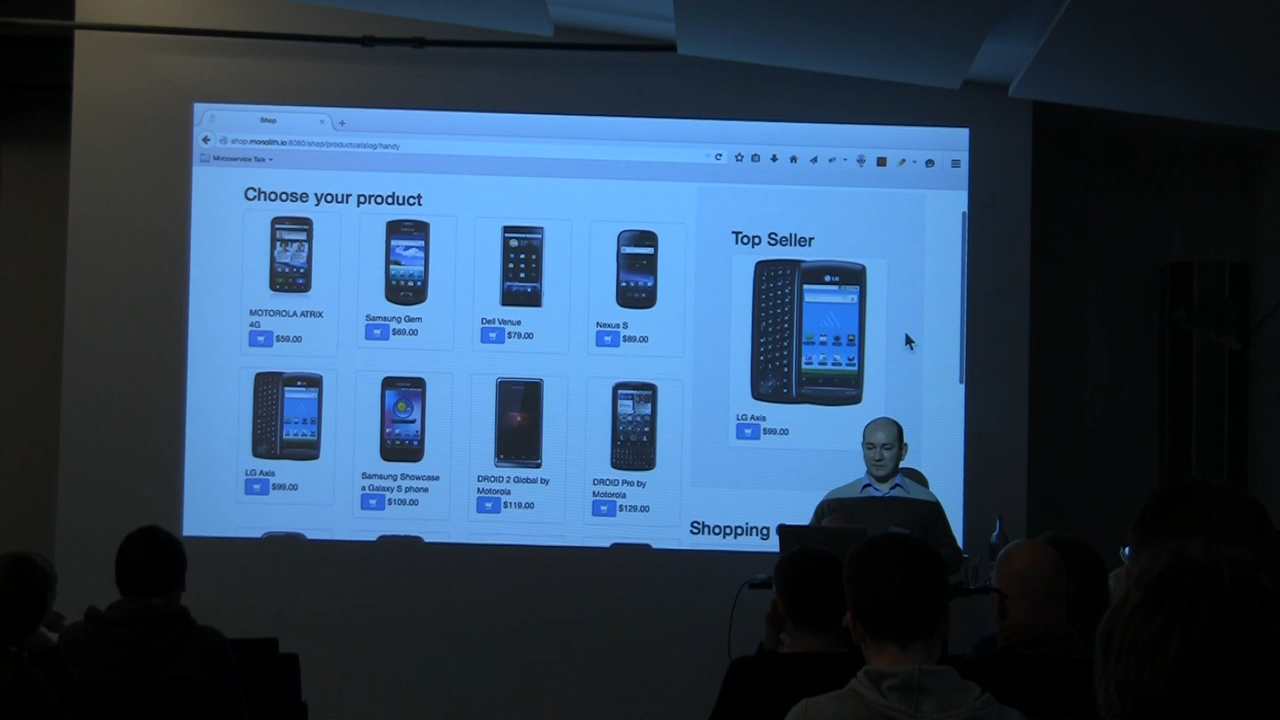 Shop
shop.monolith.io:8080/shop/productcatalog/handy
Mircoservice Talk
Choose your product
MOTOROLA ATRIX
4G
$59.00
Samsung Gem
$69.00
Dell Venue
$79.00
Nexus S
$89.00
Top Seller
LG
LG Axis
$99.00
LG Axis
$99.00
Samsung Showcase
a Galaxy S phone
$109.00
DROID 2 Global by
Motorola
$119.00
DROID Pro by
Motorola
$129.00
Shopping